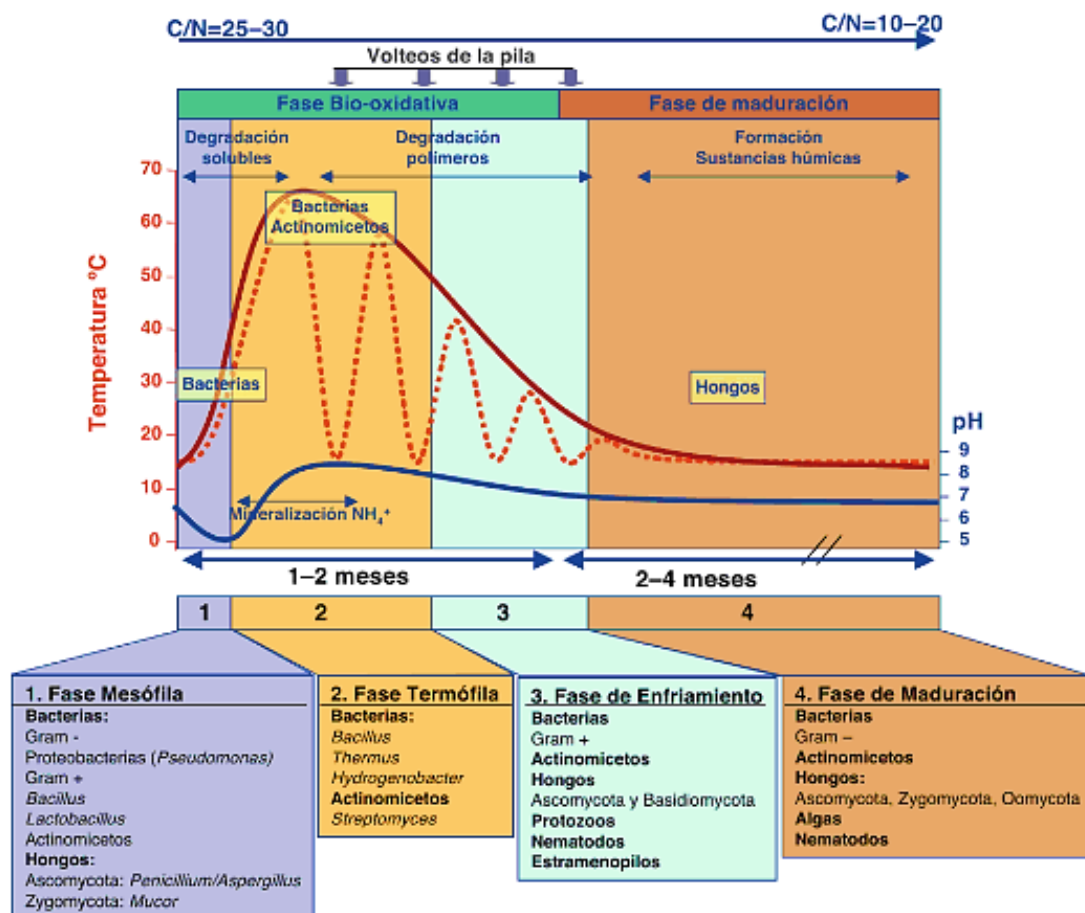 C/N=25–30
C/N=10–20
Volteos de la pila
Fase Bio-oxidativa
Fase de maduración
Degradación
solubles
Degradación
polímeros
Formación
Sustancias húmicas
Temperatura ºC
70
60
50
40
30
20
10
0
Bacterias
Actinomicetos
Bacterias
Hongos
pH
9
8
7
6
5
Mineralización NH₄⁺
1–2 meses
2–4 meses
1
2
3
4
1. Fase Mesófila
Bacterias:
Gram -
Proteobacterias (Pseudomonas)
Gram +
Bacillus
Lactobacillus
Actinomicetos
Hongos:
Ascomycota: Penicillium/Aspergillus
Zygomycota: Mucor
2. Fase Termófila
Bacterias:
Bacillus
Thermus
Hydrogenobacter
Actinomicetos
Streptomyces
3. Fase de Enfriamiento
Bacterias
Gram +
Actinomicetos
Hongos
Ascomycota y Basidiomycota
Protozoos
Nematodos
Estramenopilos
4. Fase de Maduración
Bacterias
Gram –
Actinomicetos
Hongos:
Ascomycota, Zygomycota, Oomycota
Algas
Nematodos